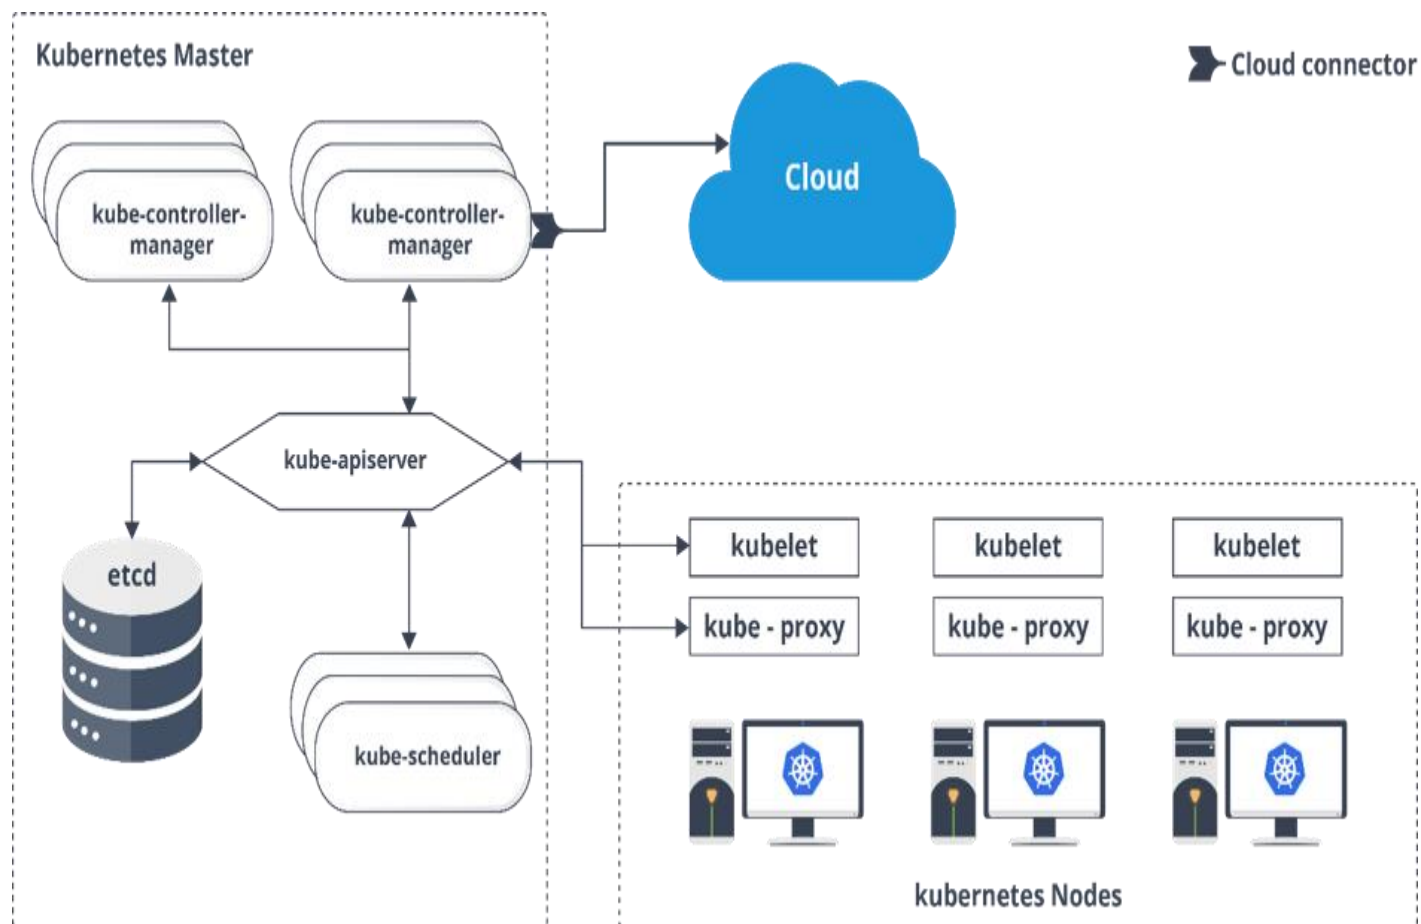 Kubernetes Master
Cloud connector
kube-controller-
manager
kube-controller-
manager
Cloud
kube-apiserver
etcd
kube-scheduler
kubelet
kubelet
kubelet
kube - proxy
kube - proxy
kube - proxy
kubernetes Nodes